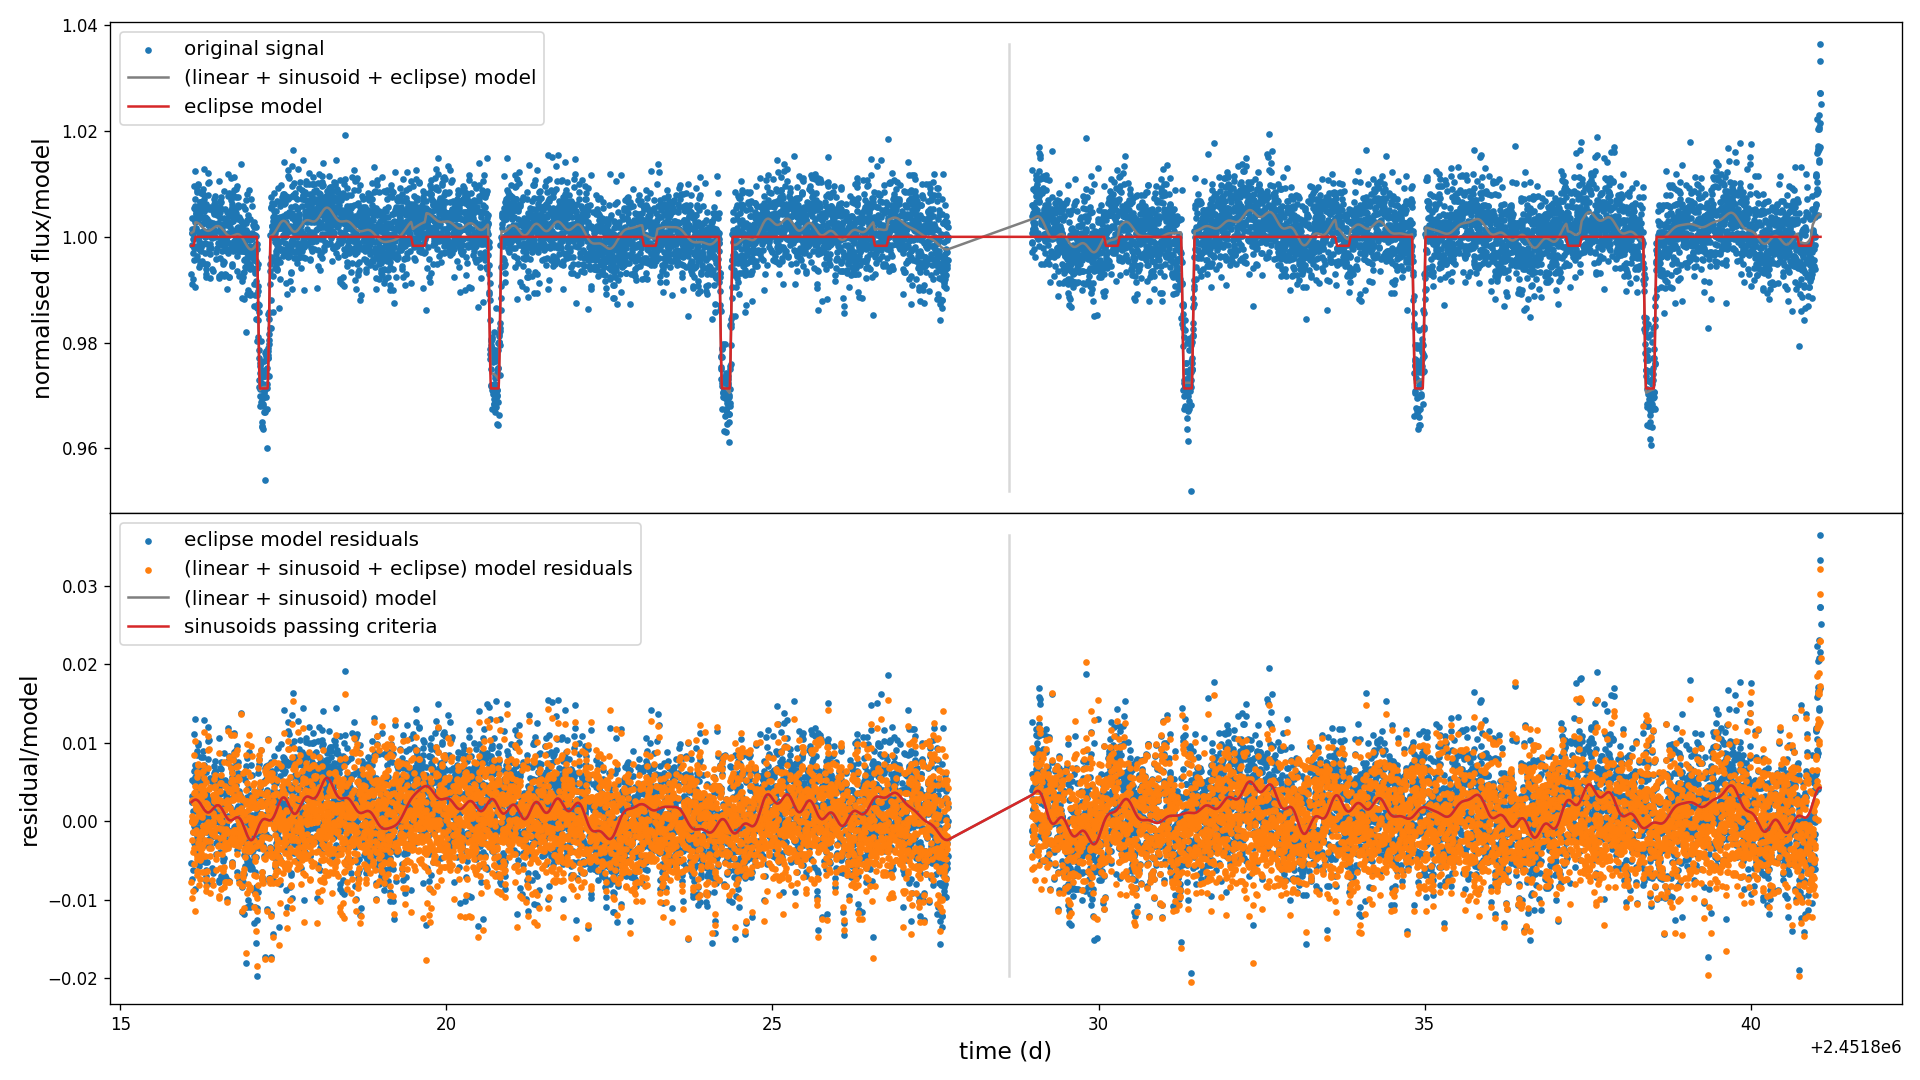 original signal
(linear + sinusoid + eclipse) model
eclipse model
1.04
1.02
1.00
0.98
0.96
normalised flux/model
eclipse model residuals
(linear + sinusoid + eclipse) model residuals
(linear + sinusoid) model
sinusoids passing criteria
0.03
0.02
0.01
0.00
−0.01
−0.02
residual/model
15
20
25
30
35
40
time (d)
+2.4518e6